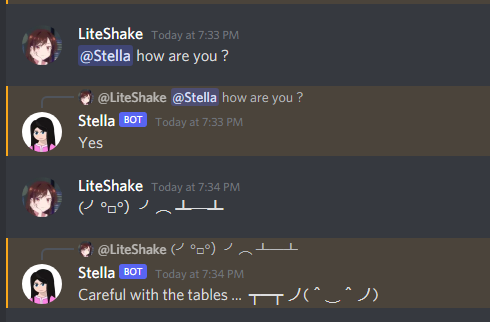 LiteShake Today at 7:33 PM
@Stella how are you ?
@LiteShake @Stella how are you ?
Stella BOT Today at 7:33 PM
Yes
LiteShake Today at 7:34 PM
(╯°□°) ╯︵ ┻━┻
@LiteShake (╯°□°) ╯︵ ┻━┻
Stella BOT Today at 7:34 PM
Careful with the tables ... ┬━┬ ノ( ˆ ‿ ˆ ノ)